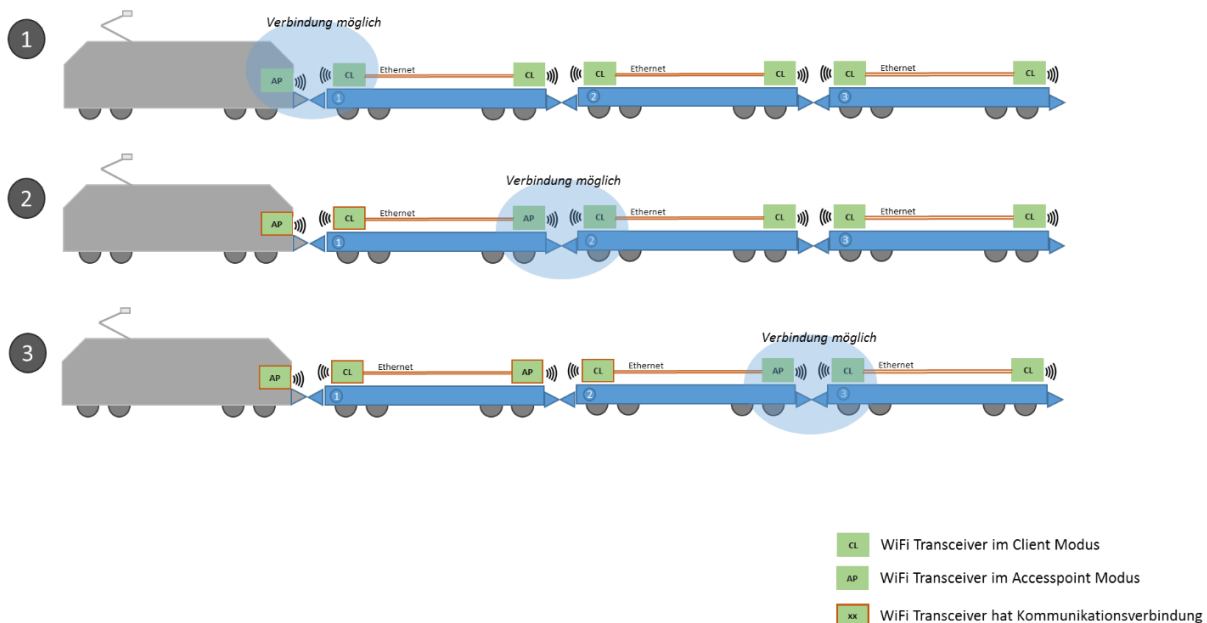 Verbindung möglich
1
AP
CL
Ethernet
CL
CL
Ethernet
CL
CL
Ethernet
CL
1
2
3
Verbindung möglich
2
AP
CL
Ethernet
AP
CL
Ethernet
CL
CL
Ethernet
CL
1
2
3
Verbindung möglich
3
AP
CL
Ethernet
AP
CL
Ethernet
AP
CL
Ethernet
CL
1
2
3
CL WiFi Transceiver im Client Modus
AP WiFi Transceiver im Accesspoint Modus
xx WiFi Transceiver hat Kommunikationsverbindung